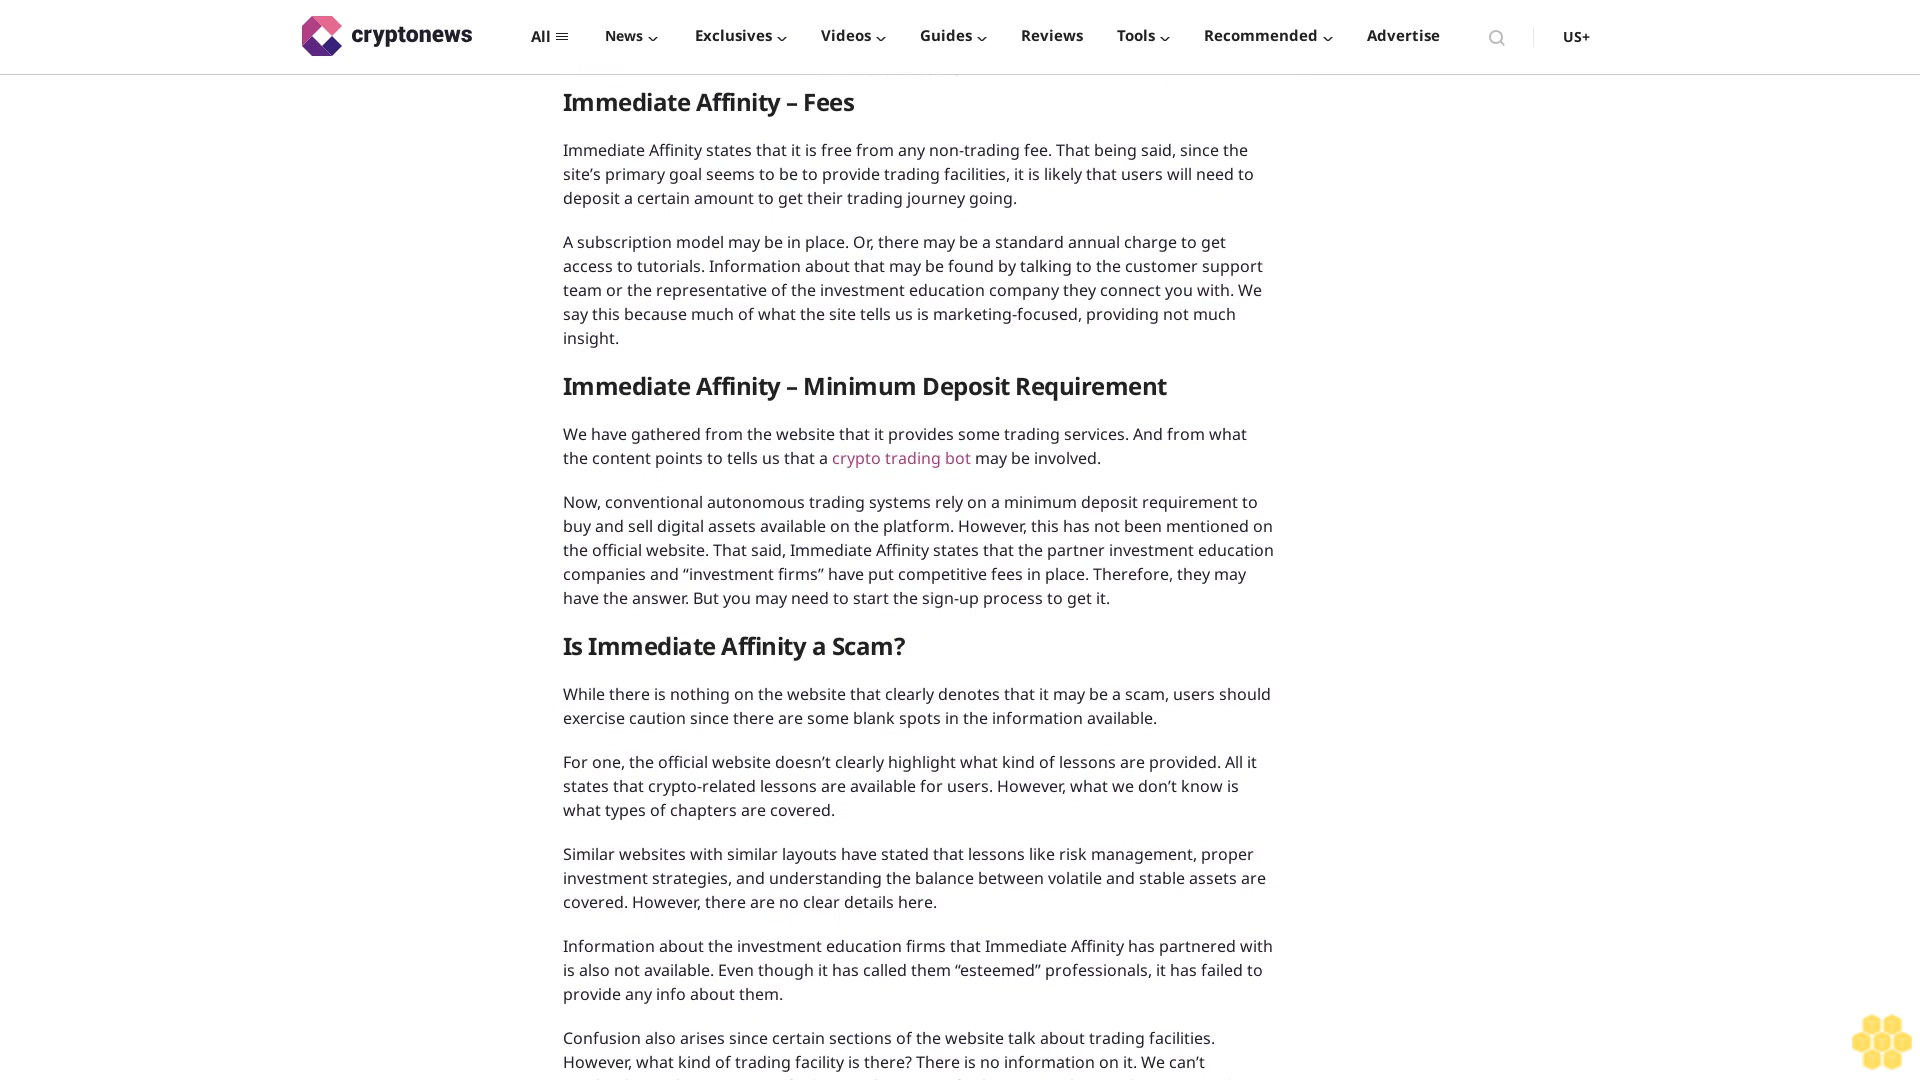 cryptonews
All
News
Exclusives
Videos
Guides
Reviews
Tools
Recommended
Advertise
US+
Immediate Affinity – Fees
Immediate Affinity states that it is free from any non-trading fee. That being said, since the
site’s primary goal seems to be to provide trading facilities, it is likely that users will need to
deposit a certain amount to get their trading journey going.
A subscription model may be in place. Or, there may be a standard annual charge to get
access to tutorials. Information about that may be found by talking to the customer support
team or the representative of the investment education company they connect you with. We
say this because much of what the site tells us is marketing-focused, providing not much
insight.
Immediate Affinity – Minimum Deposit Requirement
We have gathered from the website that it provides some trading services. And from what
the content points to tells us that a crypto trading bot may be involved.
Now, conventional autonomous trading systems rely on a minimum deposit requirement to
buy and sell digital assets available on the platform. However, this has not been mentioned on
the official website. That said, Immediate Affinity states that the partner investment education
companies and “investment firms” have put competitive fees in place. Therefore, they may
have the answer. But you may need to start the sign-up process to get it.
Is Immediate Affinity a Scam?
While there is nothing on the website that clearly denotes that it may be a scam, users should
exercise caution since there are some blank spots in the information available.
For one, the official website doesn’t clearly highlight what kind of lessons are provided. All it
states that crypto-related lessons are available for users. However, what we don’t know is
what types of chapters are covered.
Similar websites with similar layouts have stated that lessons like risk management, proper
investment strategies, and understanding the balance between volatile and stable assets are
covered. However, there are no clear details here.
Information about the investment education firms that Immediate Affinity has partnered with
is also not available. Even though it has called them “esteemed” professionals, it has failed to
provide any info about them.
Confusion also arises since certain sections of the website talk about trading facilities.
However, what kind of trading facility is there? There is no information on it. We can’t